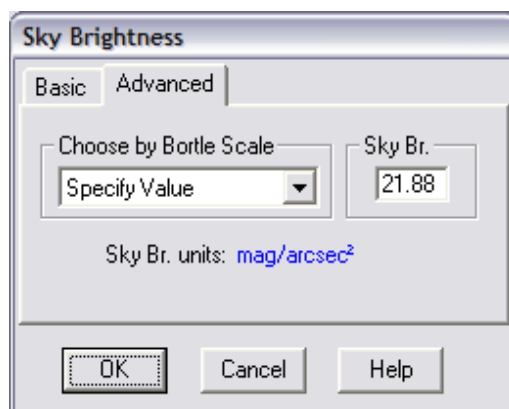 Sky Brightness
Basic Advanced
Choose by Bortle Scale Sky Br.
Specify Value 21.88
Sky Br. units: mag/arcsec²
OK Cancel Help